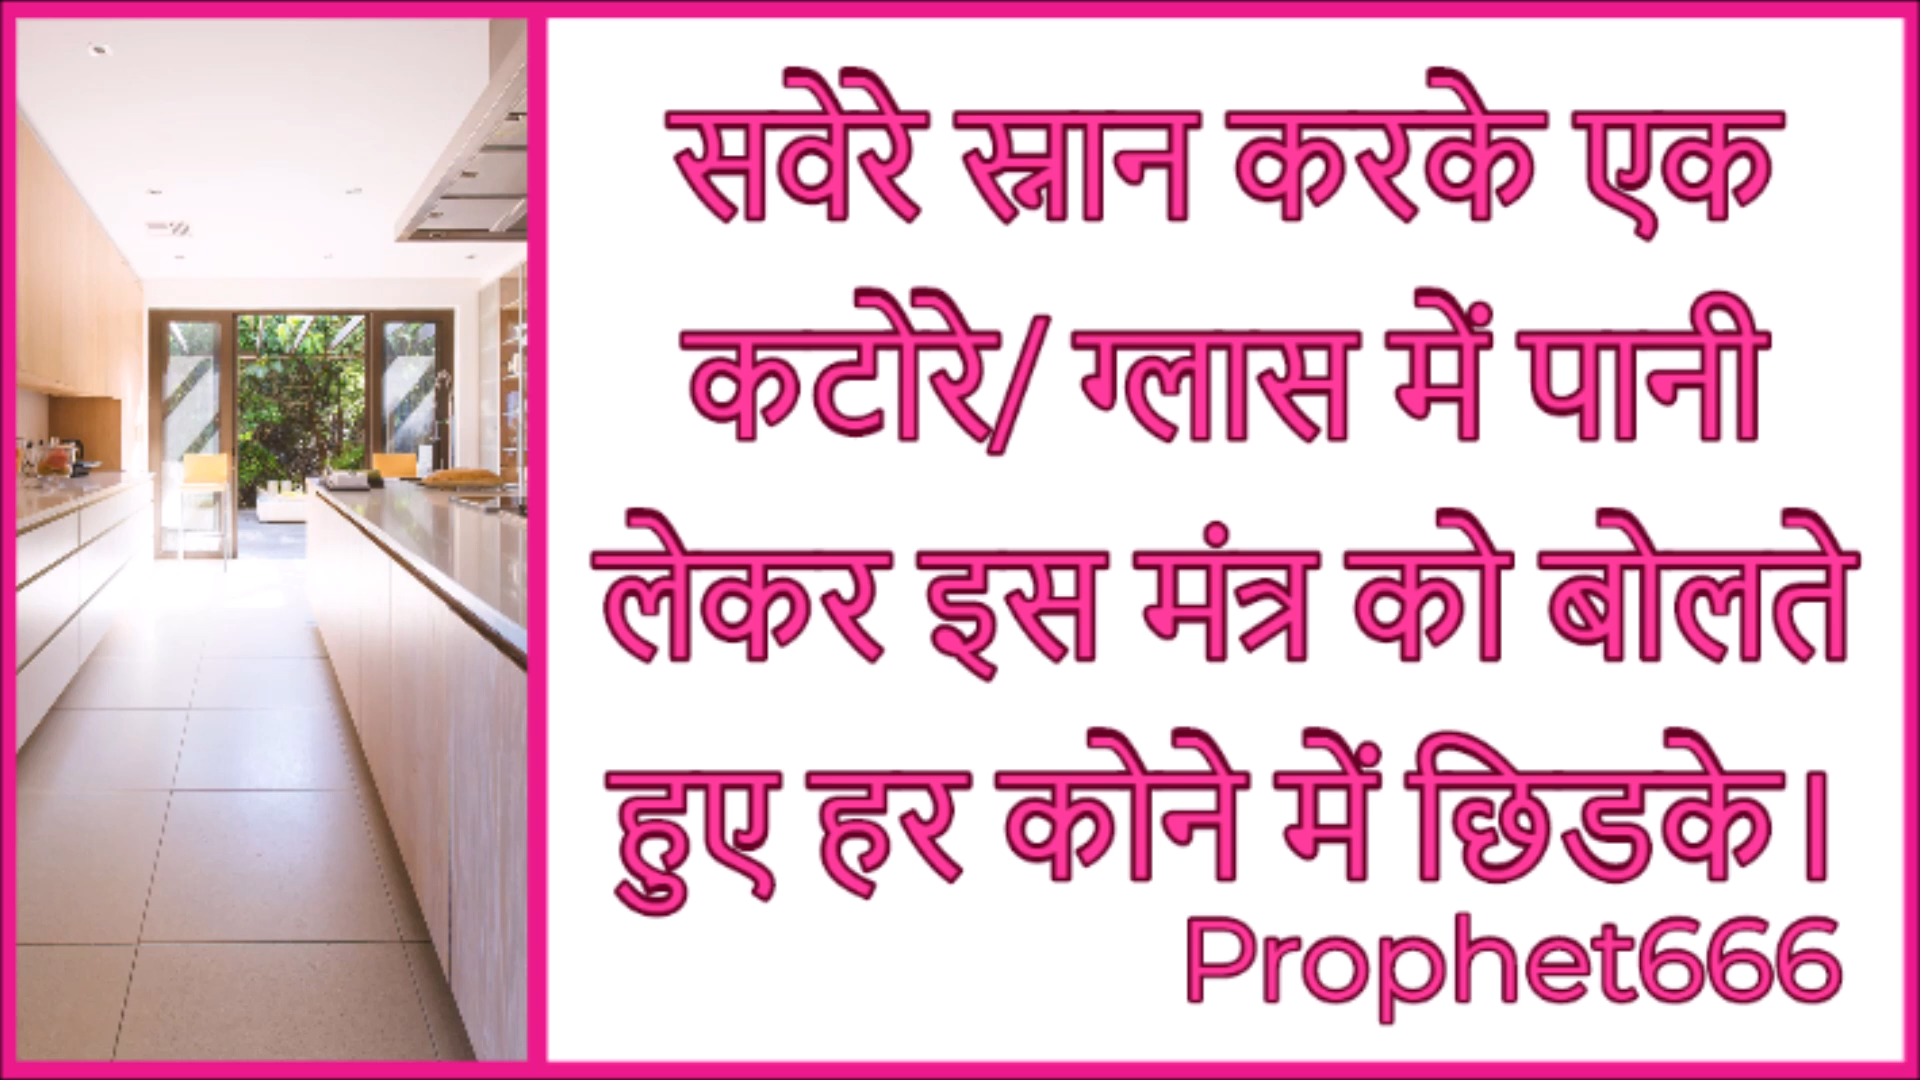 सवेरे स्नान करके एक
कटोरे/ ग्लास में पानी
लेकर इस मंत्र को बोलते
हुए हर कोने में छिडके।
Prophet666